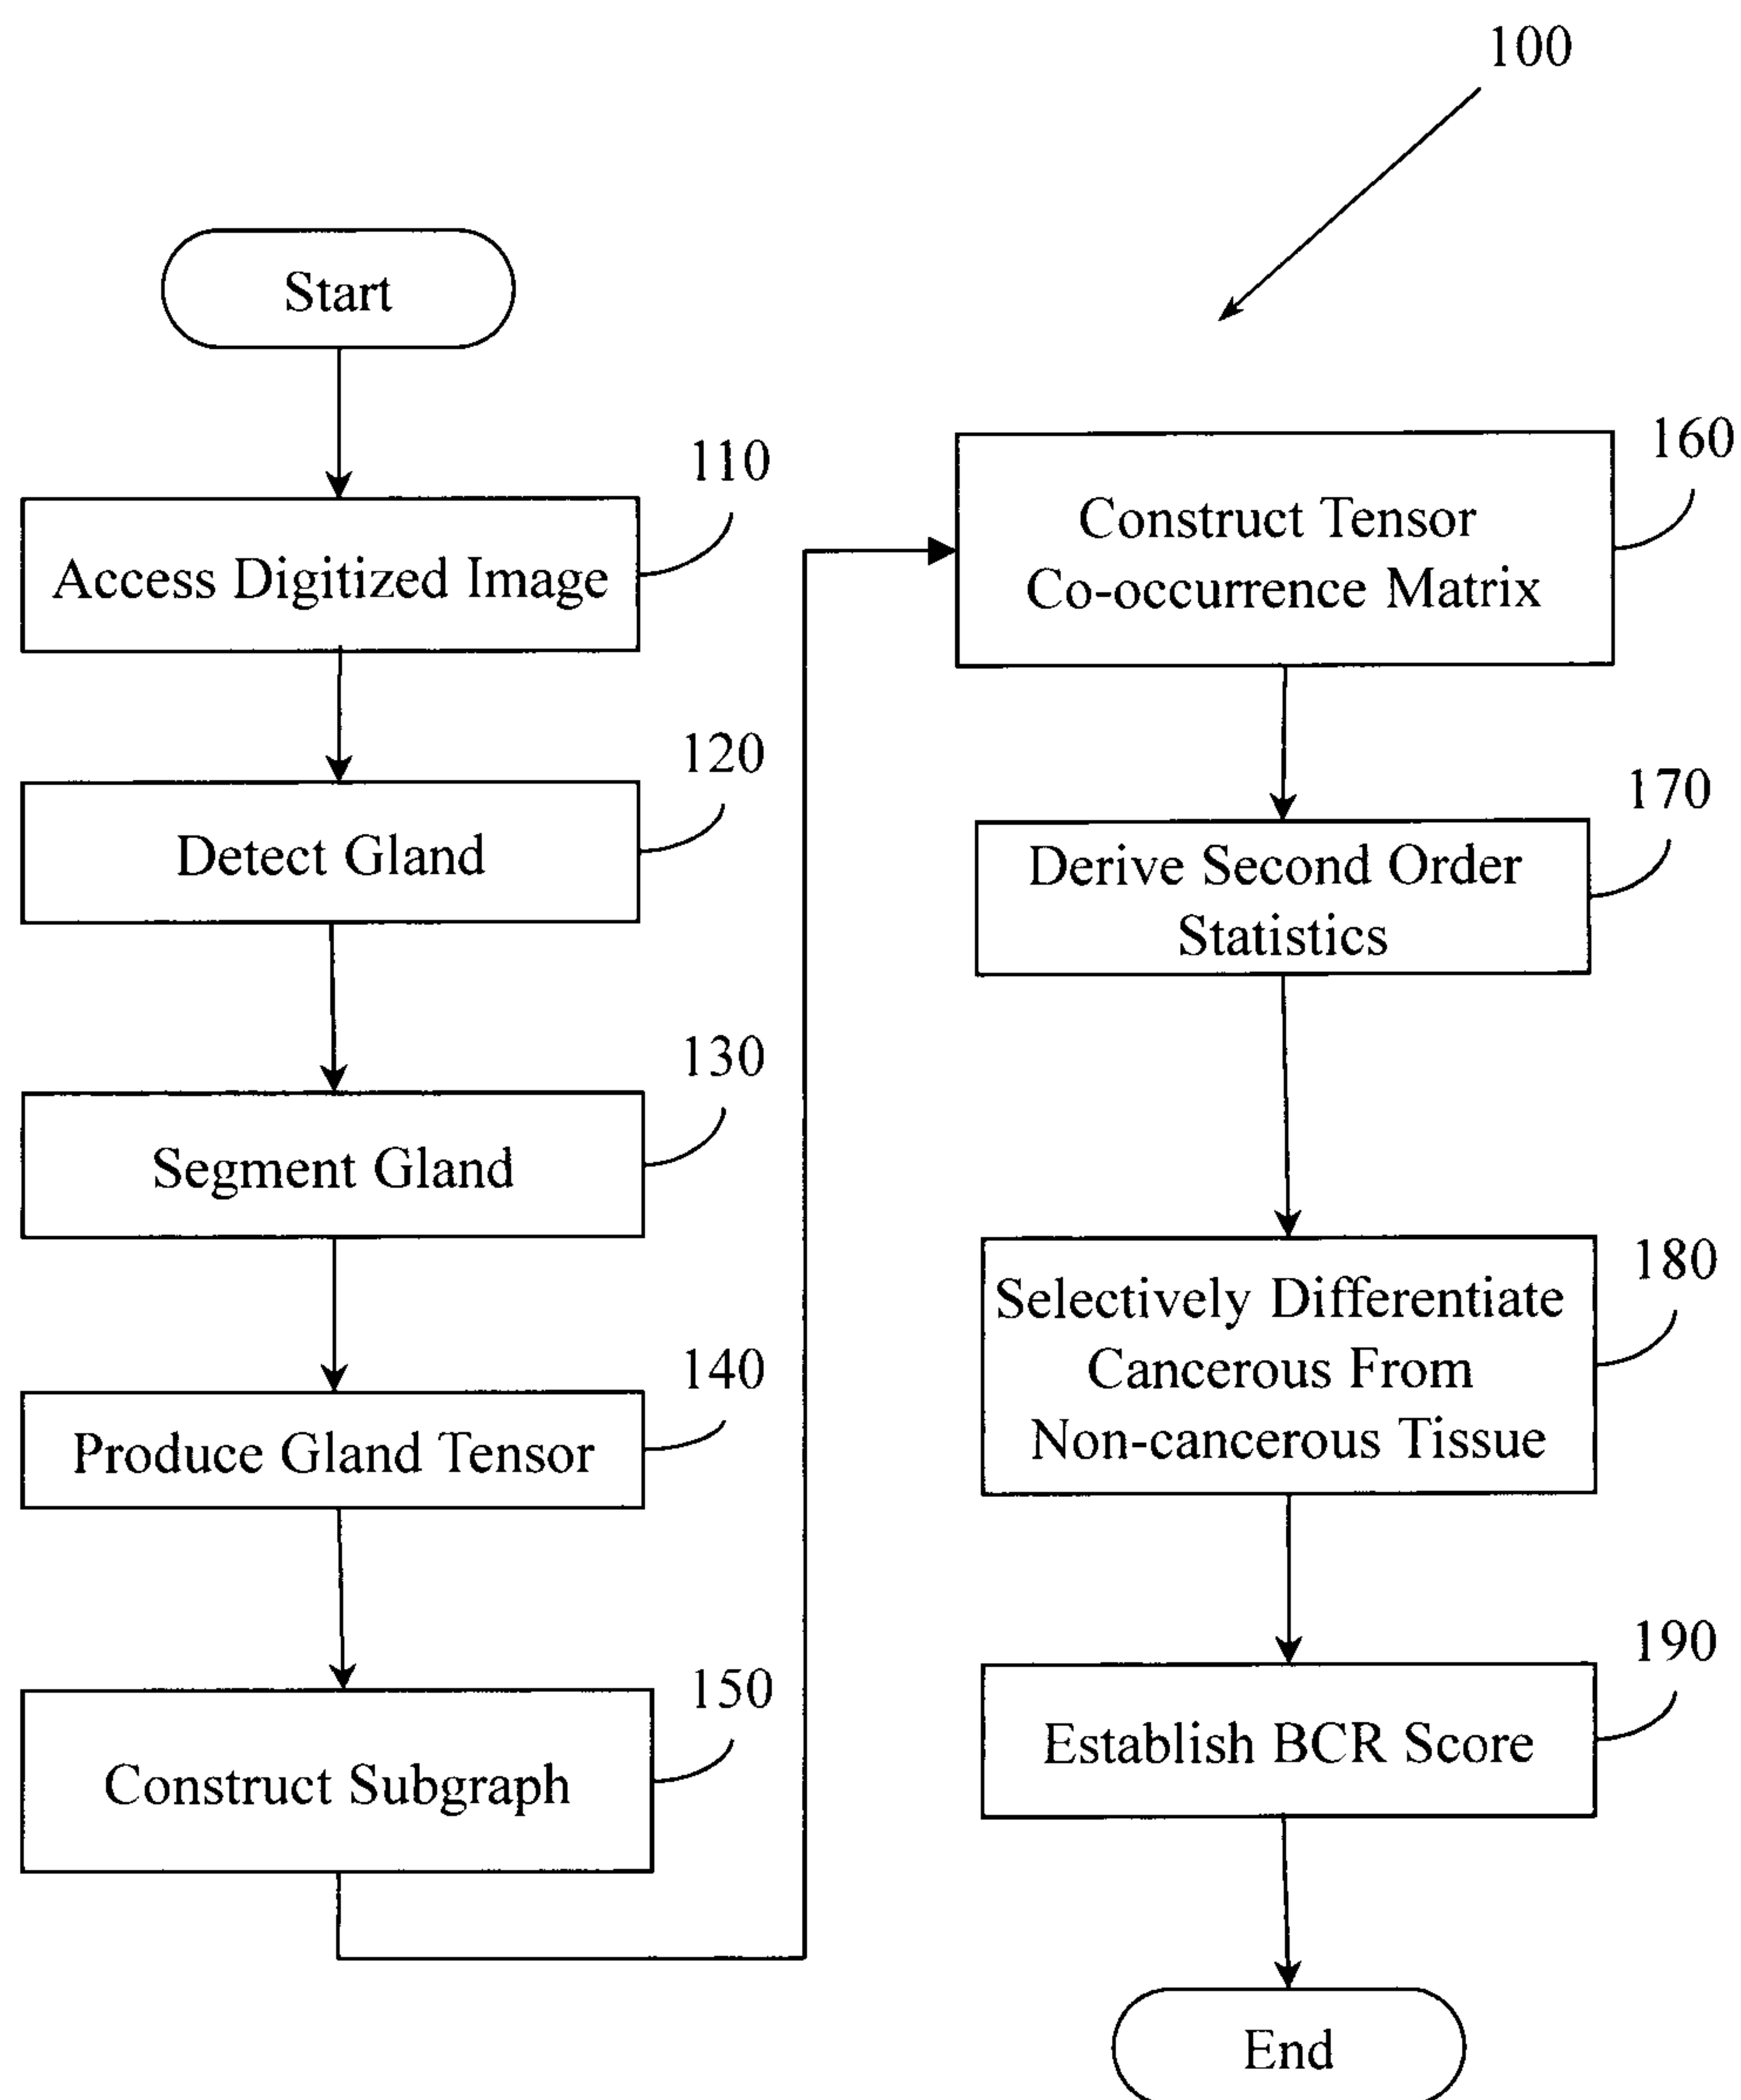 100
Start
110
Access Digitized Image
120
Detect Gland
130
Segment Gland
140
Produce Gland Tensor
150
Construct Subgraph
160
Construct Tensor
Co-occurrence Matrix
170
Derive Second Order
Statistics
180
Selectively Differentiate
Cancerous From
Non-cancerous Tissue
190
Establish BCR Score
End